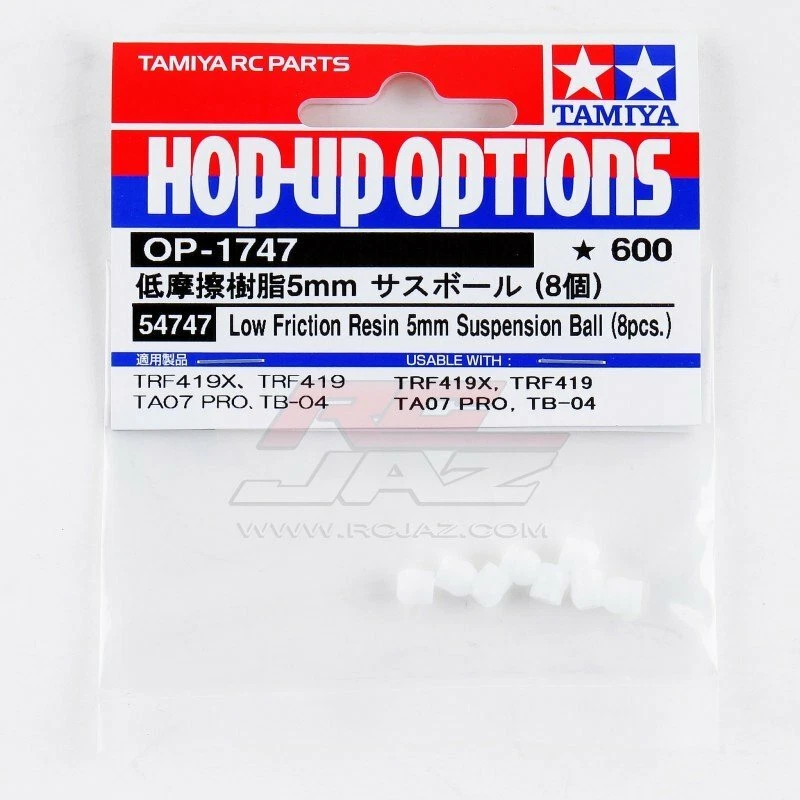 TAMIYA RC PARTS
TAMIYA
HOP-UP OPTIONS
OP-1747 ★ 600
低摩擦樹脂5mm サスボール (8個)
54747 Low Friction Resin 5mm Suspension Ball (8pcs.)
適用製品 USABLE WITH :
TRF419X、TRF419 TRF419X, TRF419
TA07 PRO、TB-04 TA07 PRO, TB-04
RC
JAZ
WWW.RCJAZ.COM